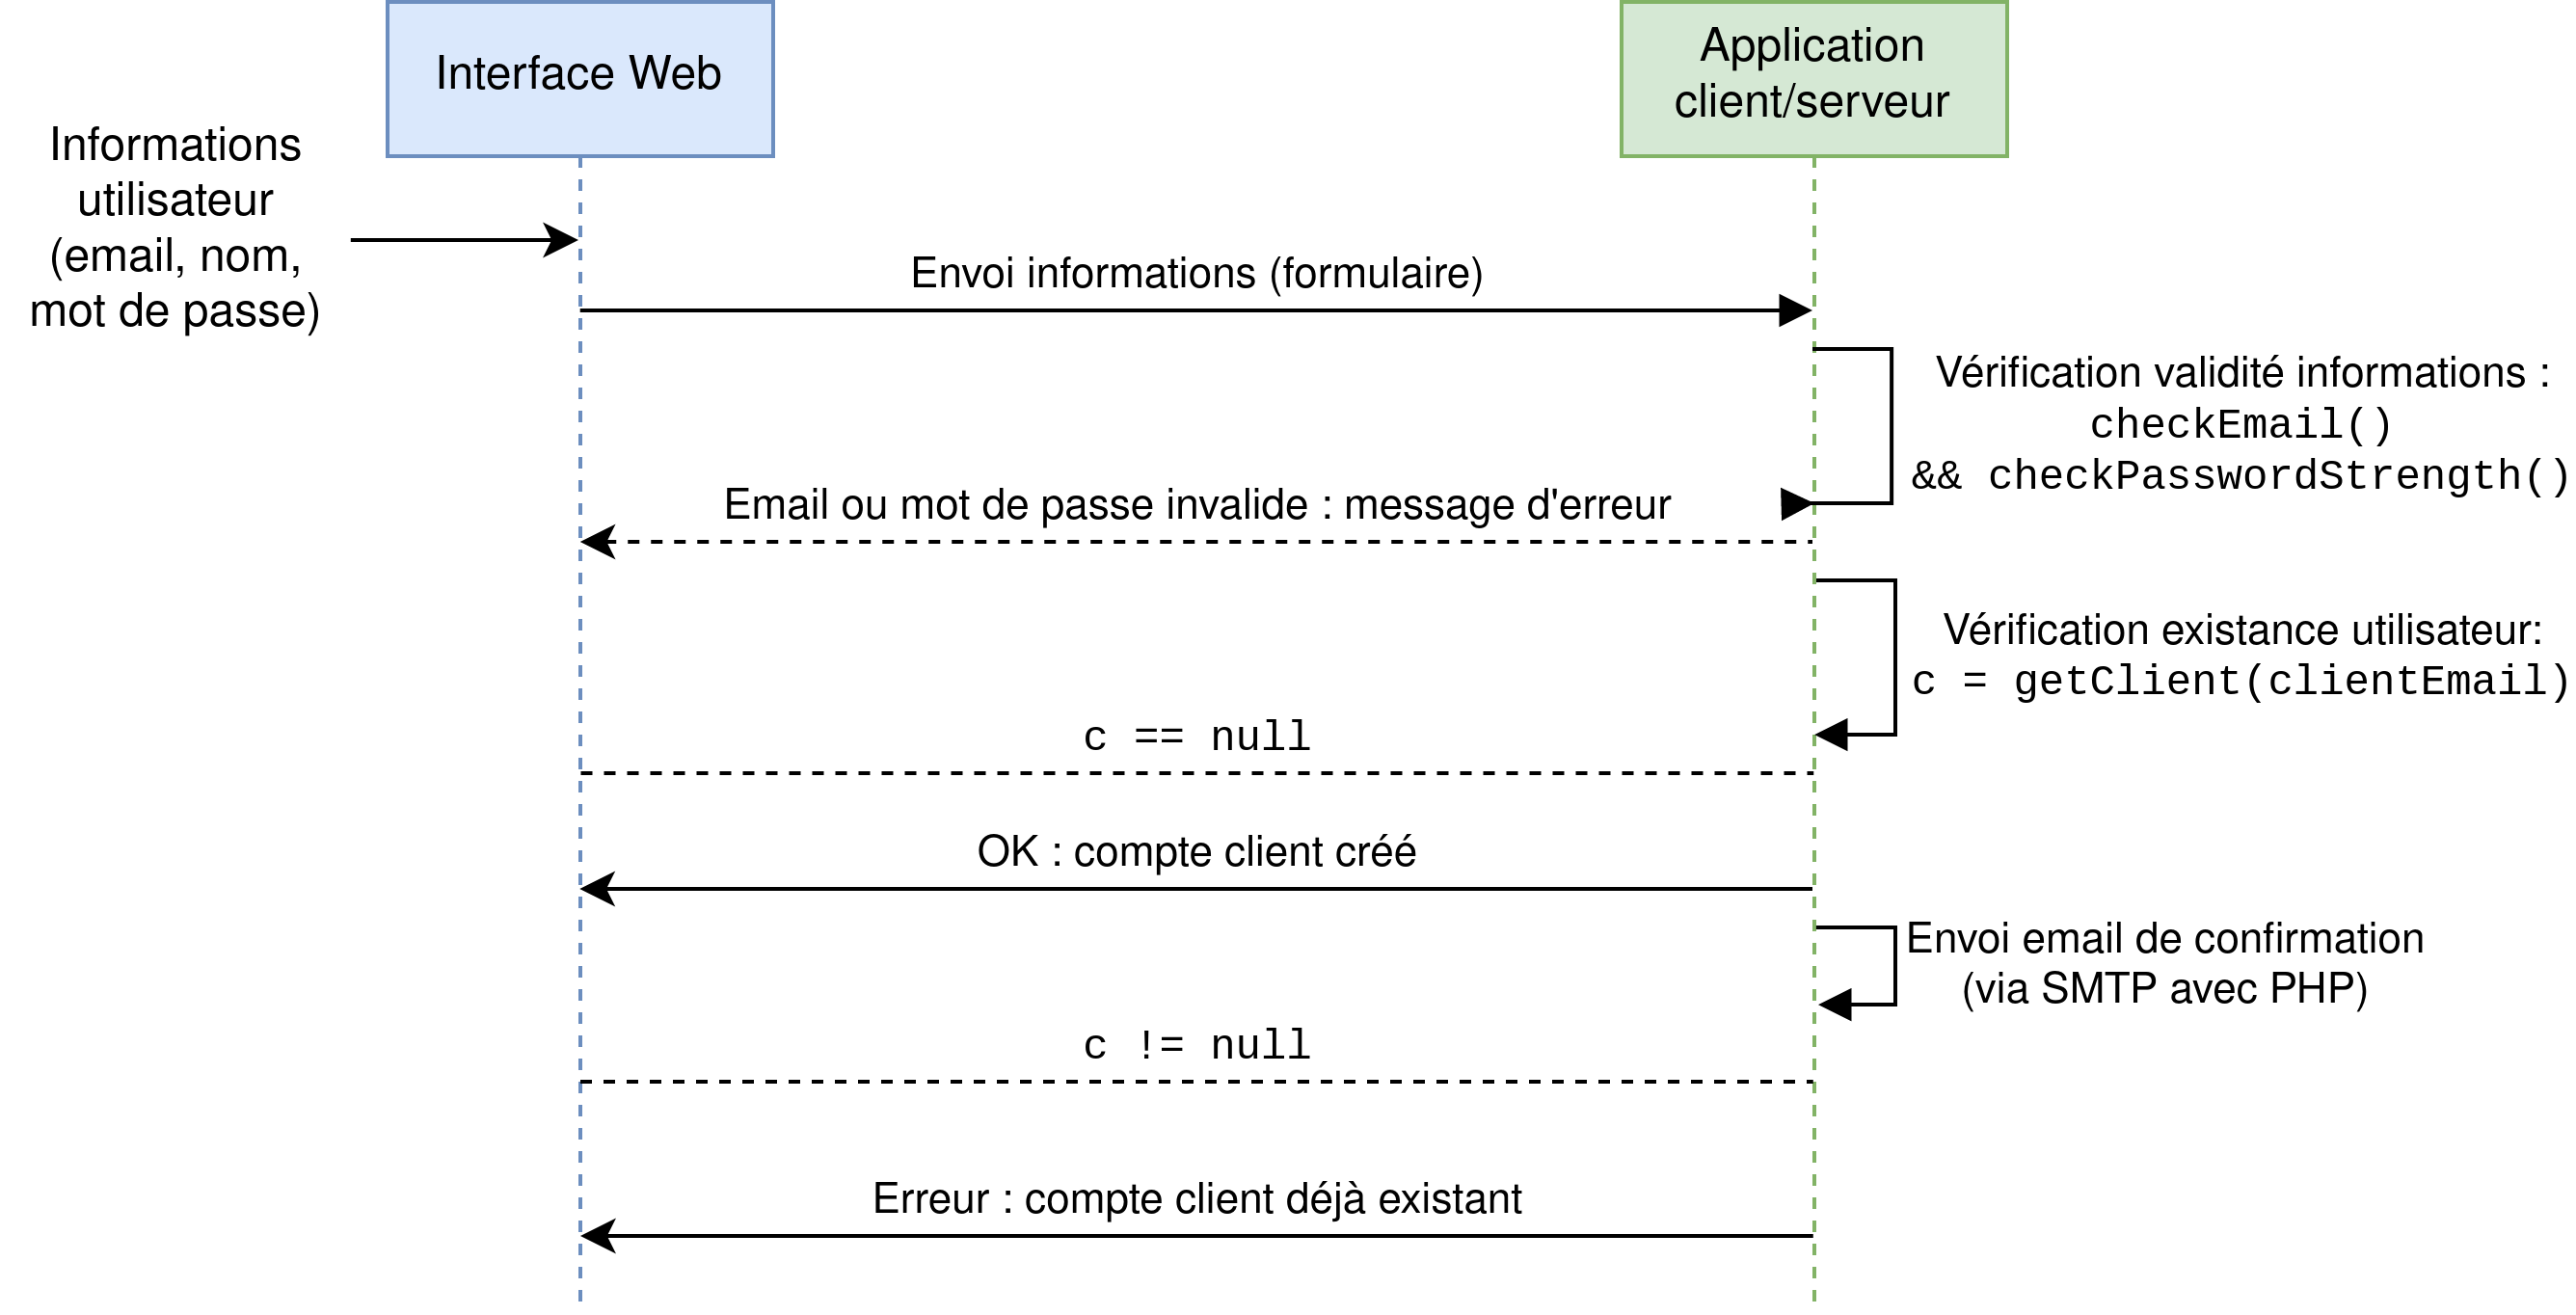 Interface Web
Application
client/serveur
Informations
utilisateur
(email, nom,
mot de passe)
Envoi informations (formulaire)
Vérification validité informations :
checkEmail()
&& checkPasswordStrength()
Email ou mot de passe invalide : message d'erreur
Vérification existance utilisateur:
c = getClient(clientEmail)
c == null
OK : compte client créé
Envoi email de confirmation
(via SMTP avec PHP)
c != null
Erreur : compte client déjà existant